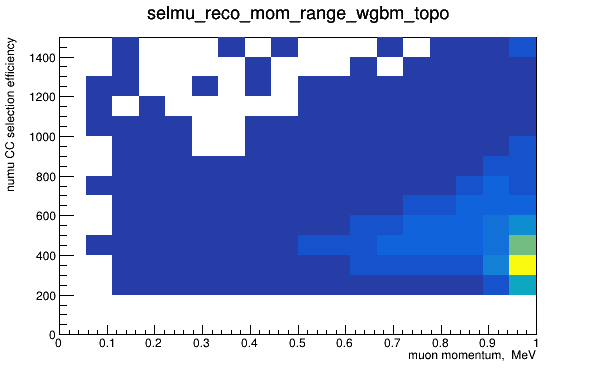 selmu_reco_mom_range_wgbm_topo
numu CC selection efficiency
1400
1200
1000
800
600
400
200
0
0 0.1 0.2 0.3 0.4 0.5 0.6 0.7 0.8 0.9 1
muon momentum, MeV